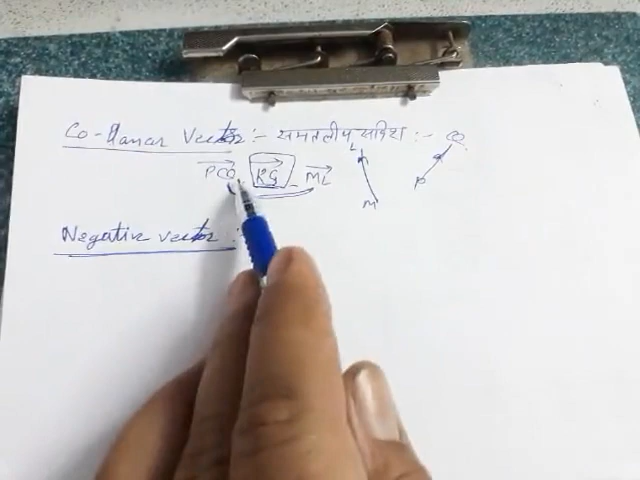 Co-Planar Vector :- समतलीय सदिश :-
PQ RS ML
L
M
Q
P
Negative vector :